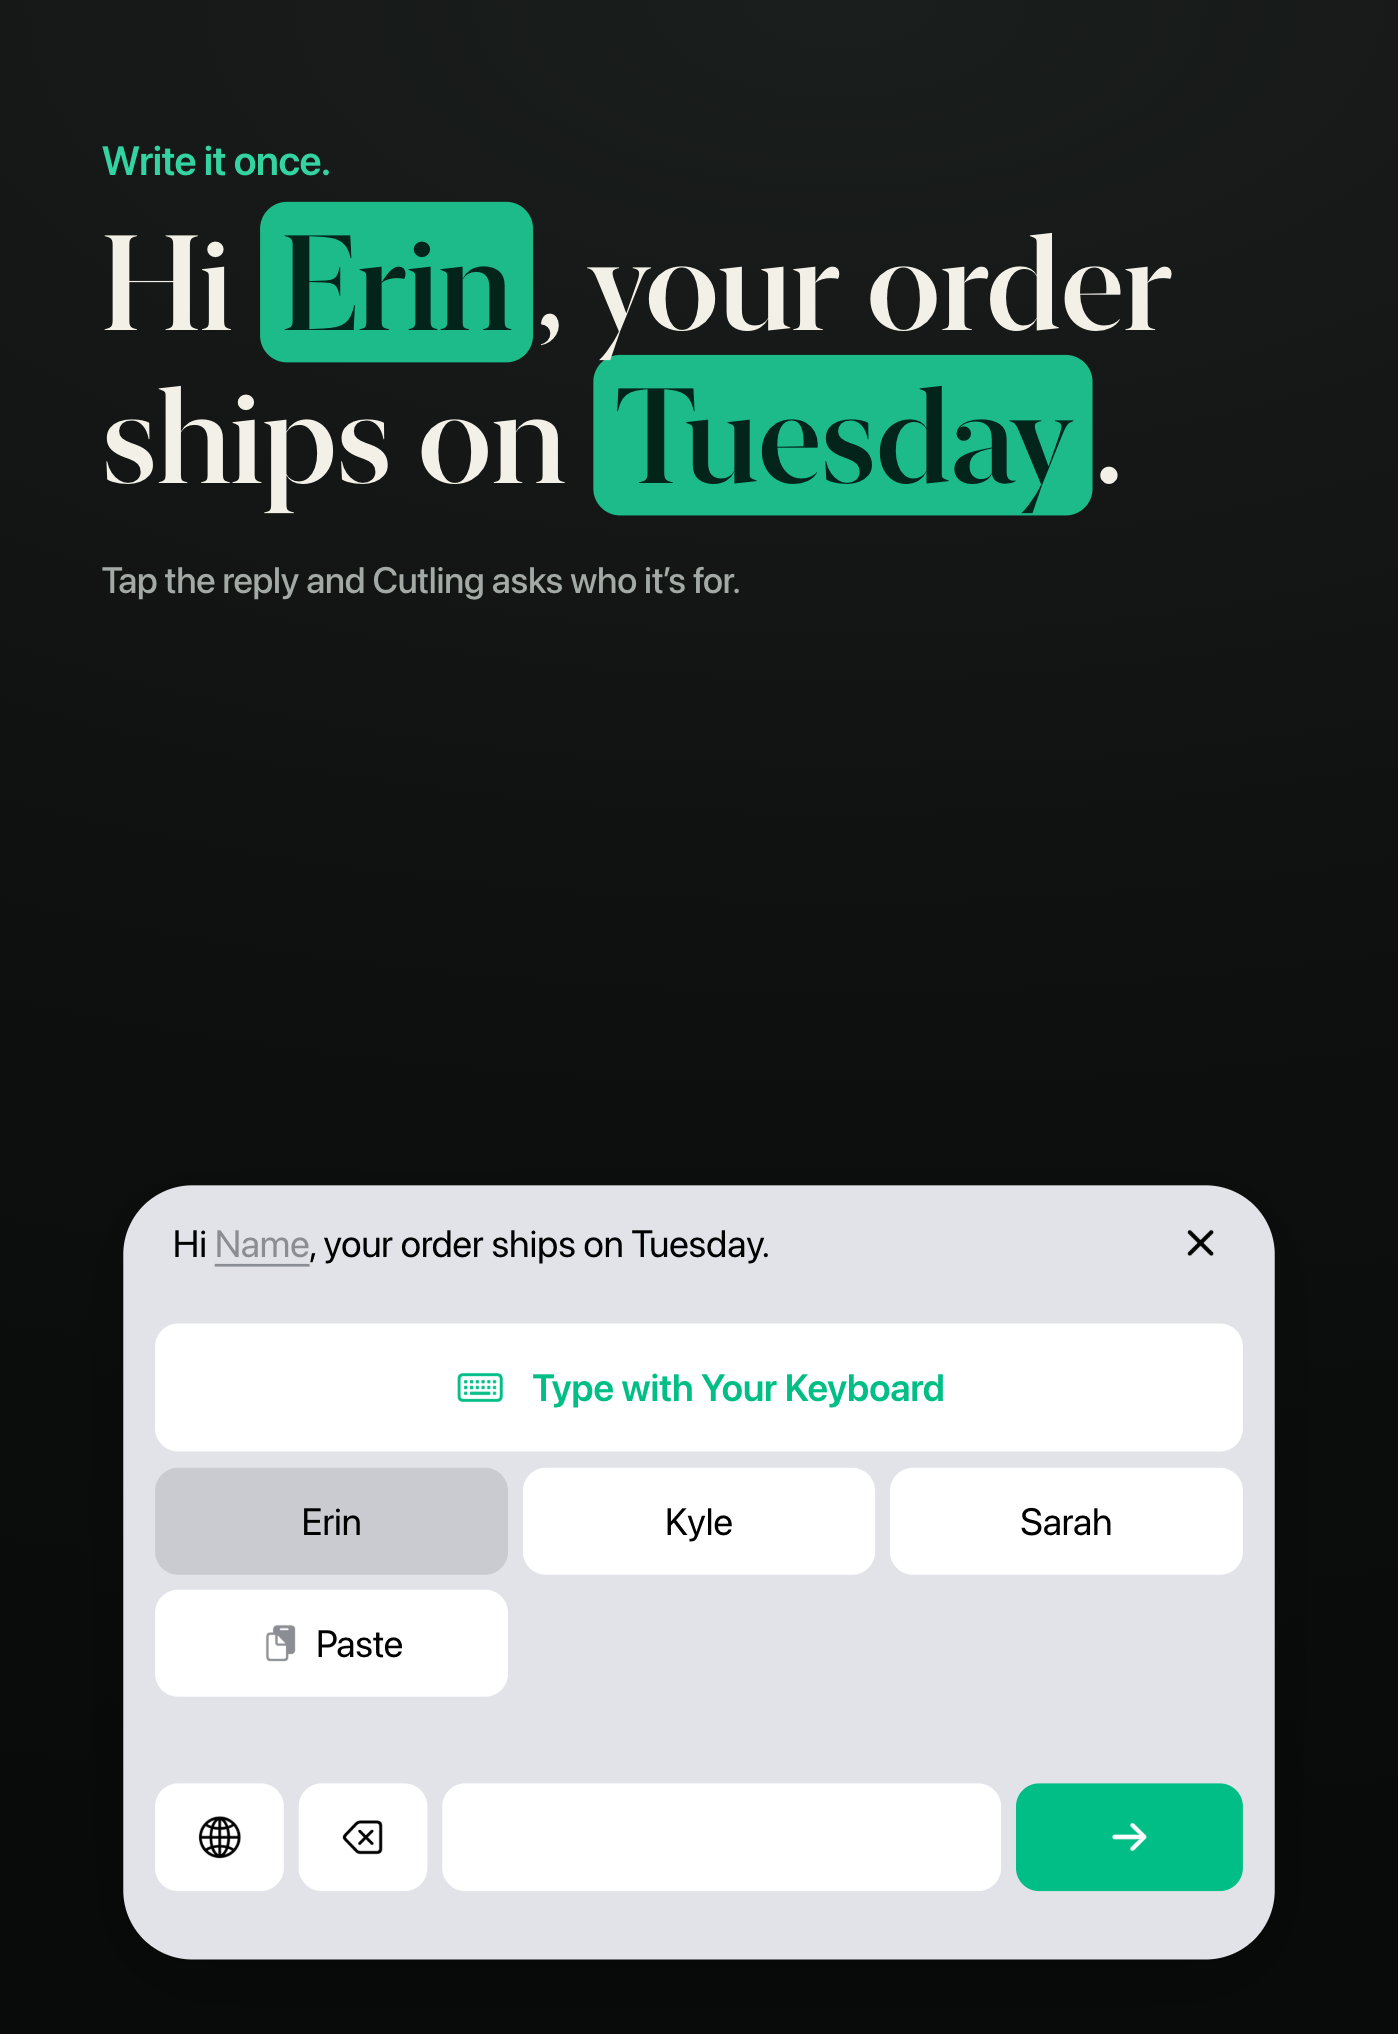 Write it once.
Hi Erin, your order
ships on Tuesday.
Tap the reply and Cutling asks who it’s for.
Hi Name, your order ships on Tuesday.
Type with Your Keyboard
Erin
Kyle
Sarah
Paste